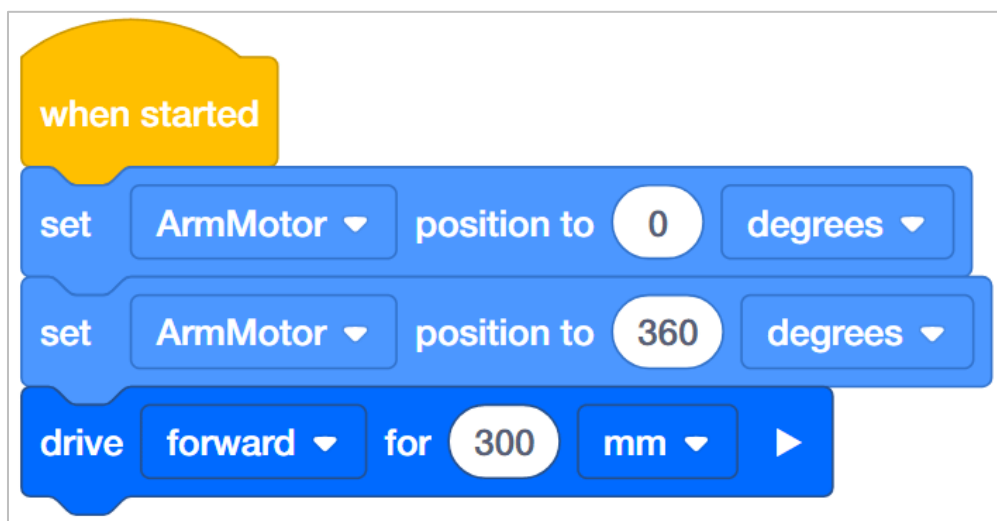 when started
set ArmMotor position to 0 degrees
set ArmMotor position to 360 degrees
drive forward for 300 mm